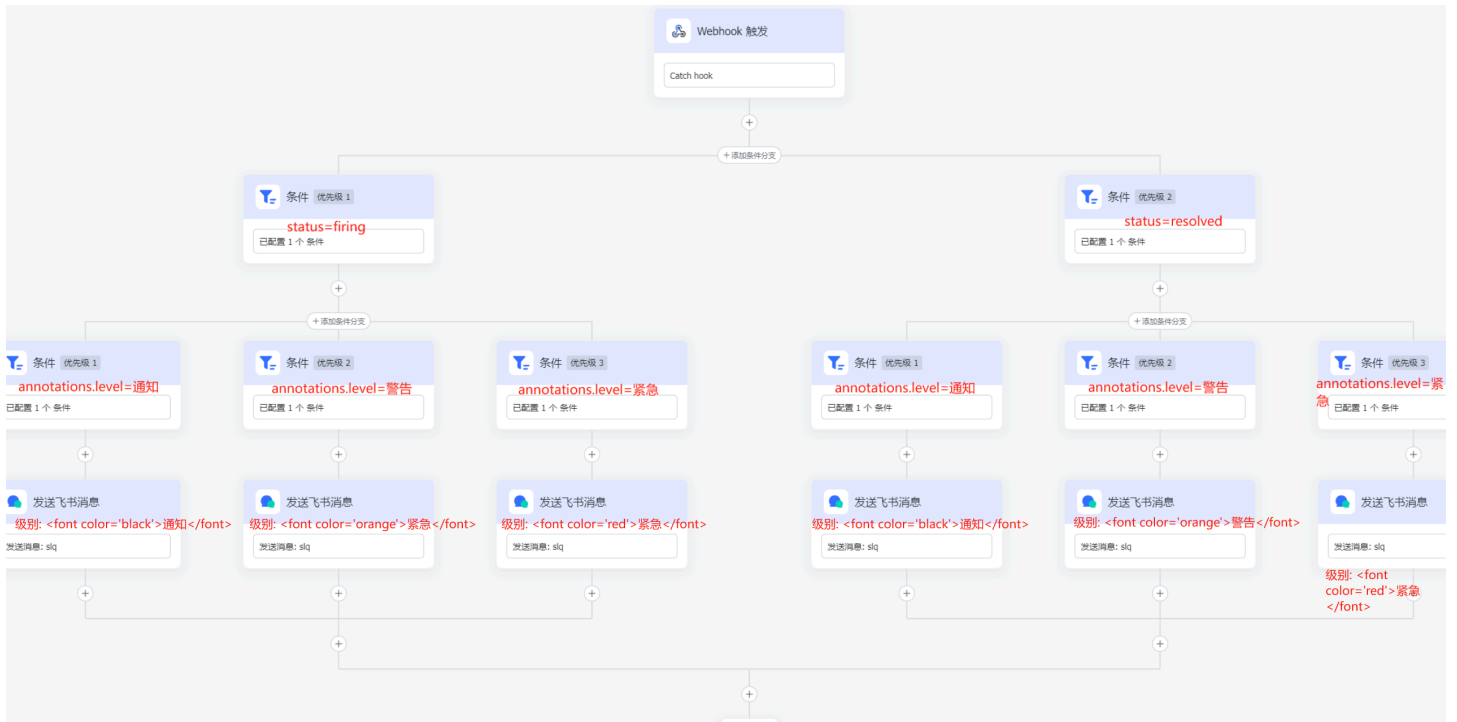 Webhook 触发
Catch hook
+ 添加条件分支
条件 优先级 1
status=firing
已配置 1 个 条件
条件 优先级 2
status=resolved
已配置 1 个 条件
+ 添加条件分支
+ 添加条件分支
条件 优先级 1
annotations.level=通知
已配置 1 个 条件
条件 优先级 2
annotations.level=警告
已配置 1 个 条件
条件 优先级 3
annotations.level=紧急
已配置 1 个 条件
条件 优先级 1
annotations.level=通知
已配置 1 个 条件
条件 优先级 2
annotations.level=警告
已配置 1 个 条件
条件 优先级 3
annotations.level=紧
急
已配置 1 个 条件
发送飞书消息
级别: <font color='black'>通知</font>
发送消息: slq
发送飞书消息
级别: <font color='orange'>紧急</font>
发送消息: slq
发送飞书消息
级别: <font color='red'>紧急</font>
发送消息: slq
发送飞书消息
级别: <font color='black'>通知</font>
发送消息: slq
发送飞书消息
级别: <font color='orange'>警告</font>
发送消息: slq
发送飞书消息
发送消息: slq
级别: <font
color='red'>紧急
</font>